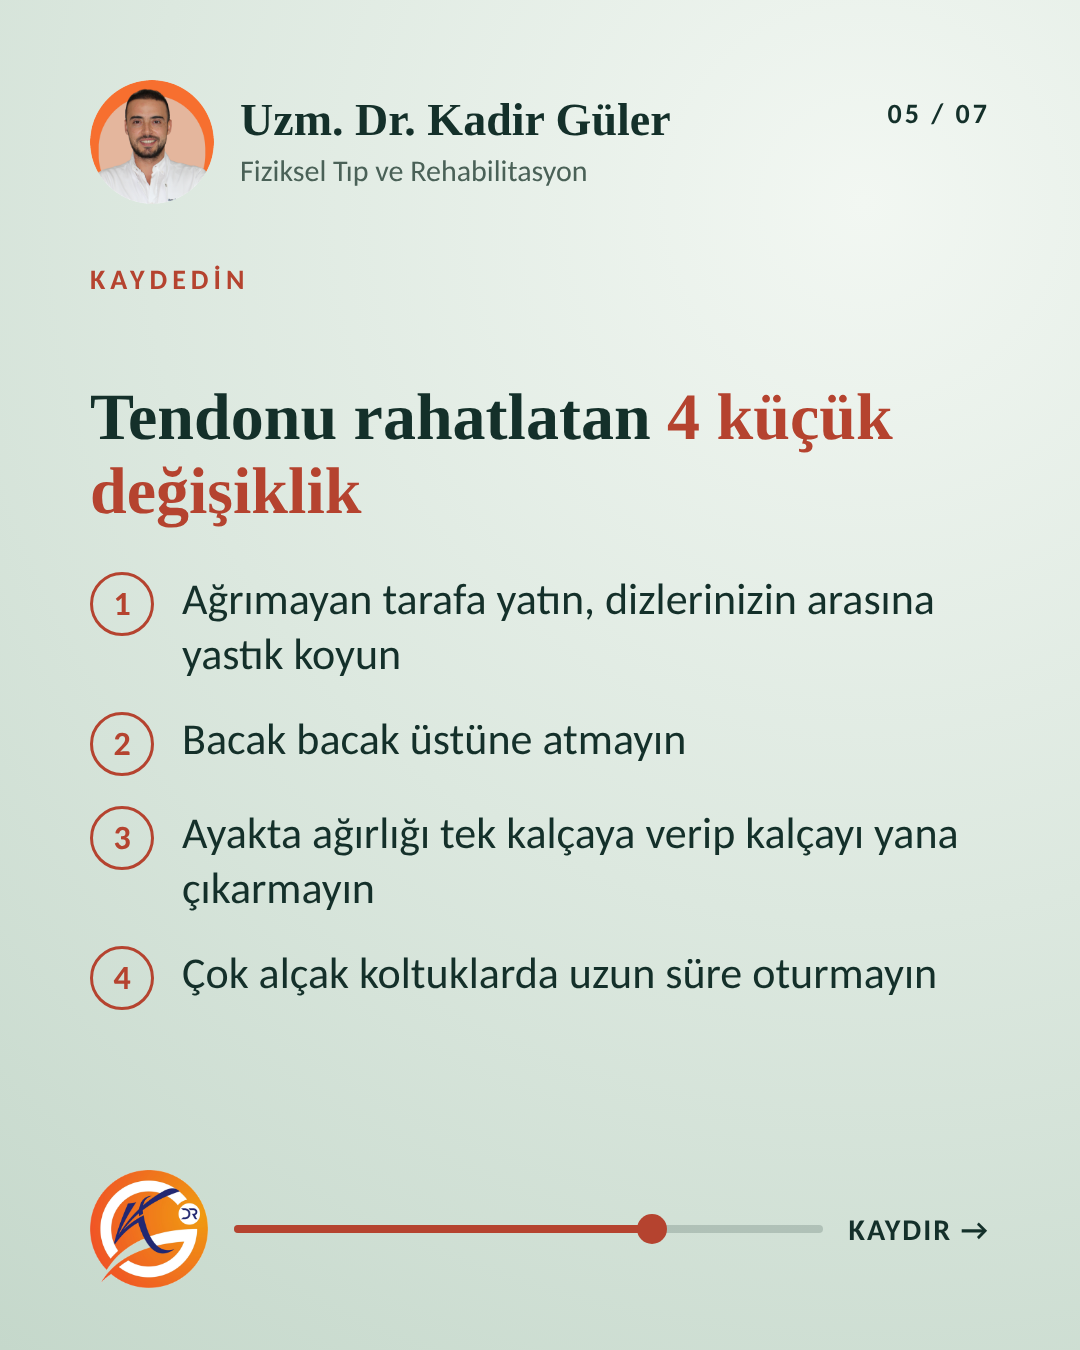 Uzm. Dr. Kadir Güler
05 / 07
Fiziksel Tıp ve Rehabilitasyon
KAYDEDİN
Tendonu rahatlatan 4 küçük
değişiklik
1 Ağrımayan tarafa yatın, dizlerinizin arasına
yastık koyun
2 Bacak bacak üstüne atmayın
3 Ayakta ağırlığı tek kalçaya verip kalçayı yana
çıkarmayın
4 Çok alçak koltuklarda uzun süre oturmayın
DR
KAYDIR →